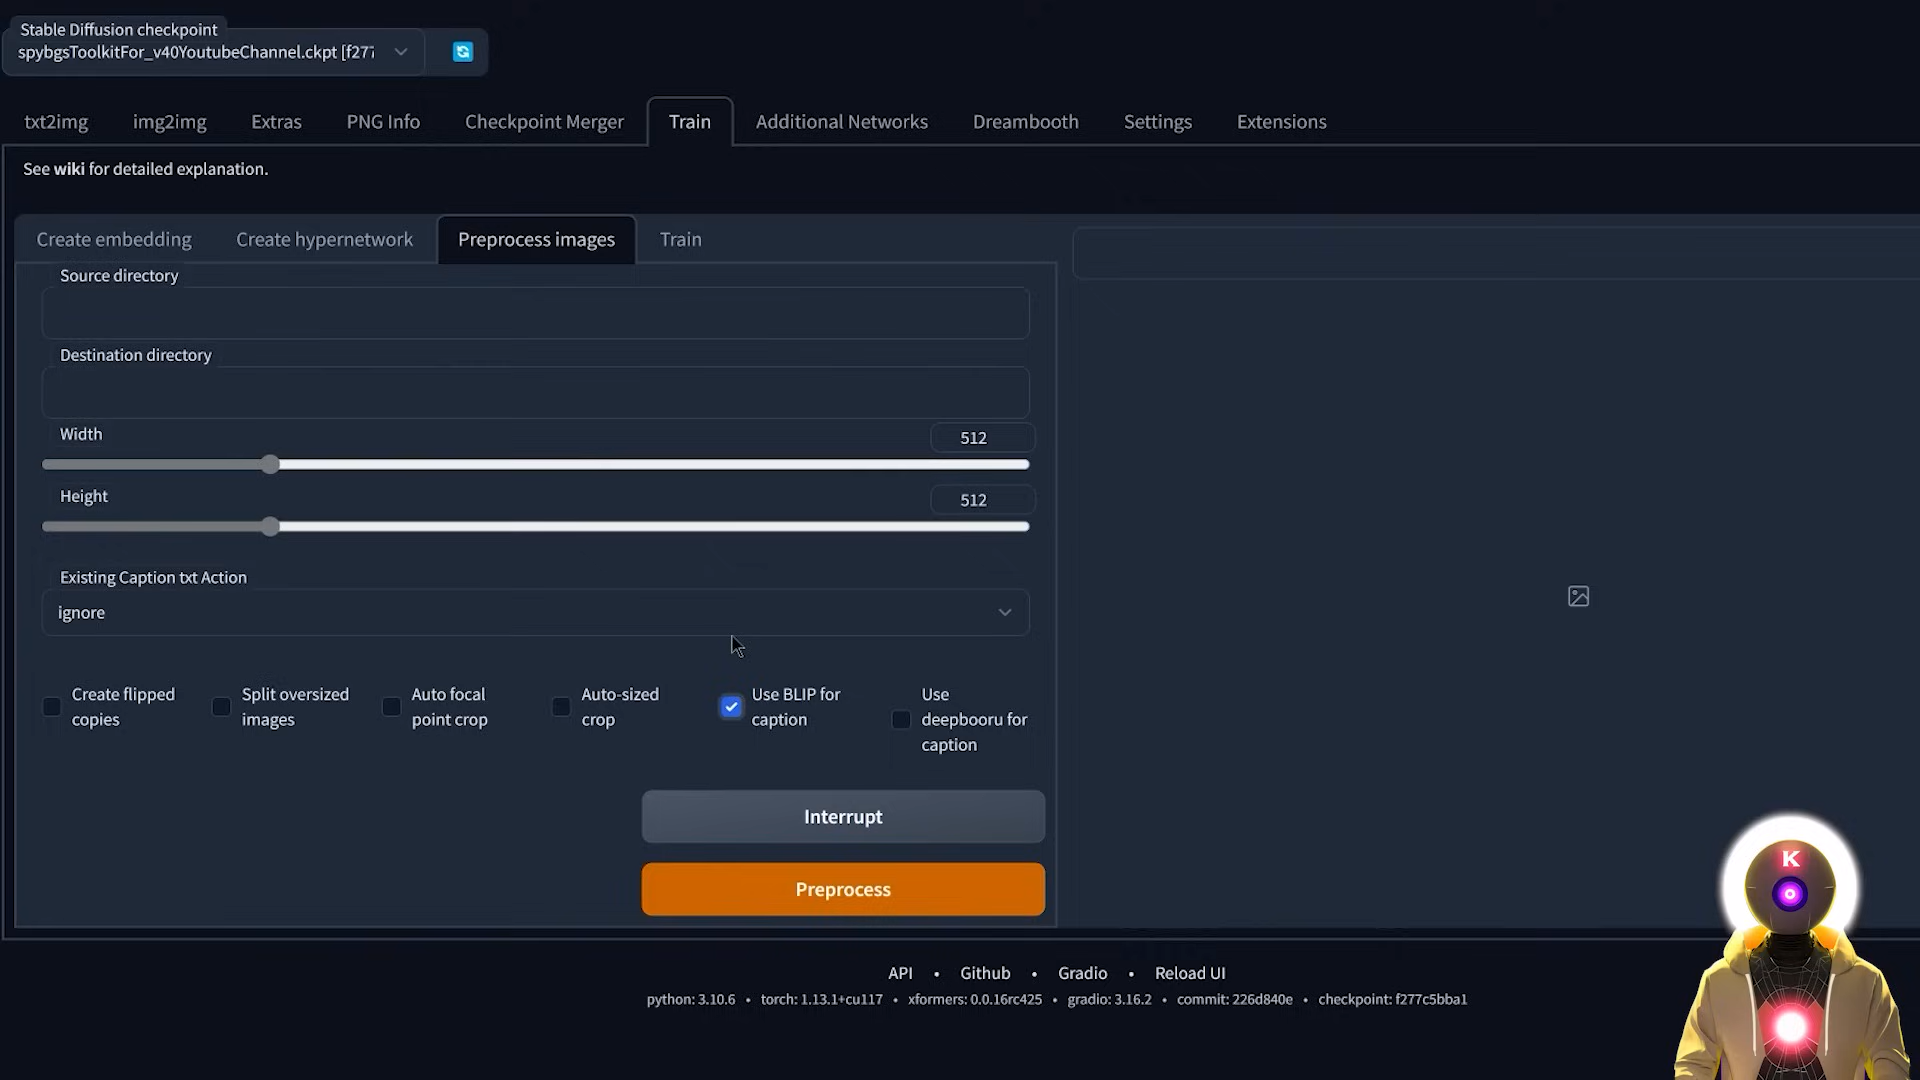 Stable Diffusion checkpoint
spybgsToolkitFor_v40YoutubeChannel.ckpt [f277
txt2img img2img Extras PNG Info Checkpoint Merger Train Additional Networks Dreambooth Settings Extensions
See wiki for detailed explanation.
Create embedding Create hypernetwork Preprocess images Train
Source directory
Destination directory
Width 512
Height 512
Existing Caption txt Action
ignore
Create flipped
copies
Split oversized
images
Auto focal
point crop
Auto-sized
crop
Use BLIP for
caption
Use
deepbooru for
caption
Interrupt
Preprocess
API • Github • Gradio • Reload UI
python: 3.10.6 • torch: 1.13.1+cu117 • xformers: 0.0.16rc425 • gradio: 3.16.2 • commit: 226d840e • checkpoint: f277c5bba1
K